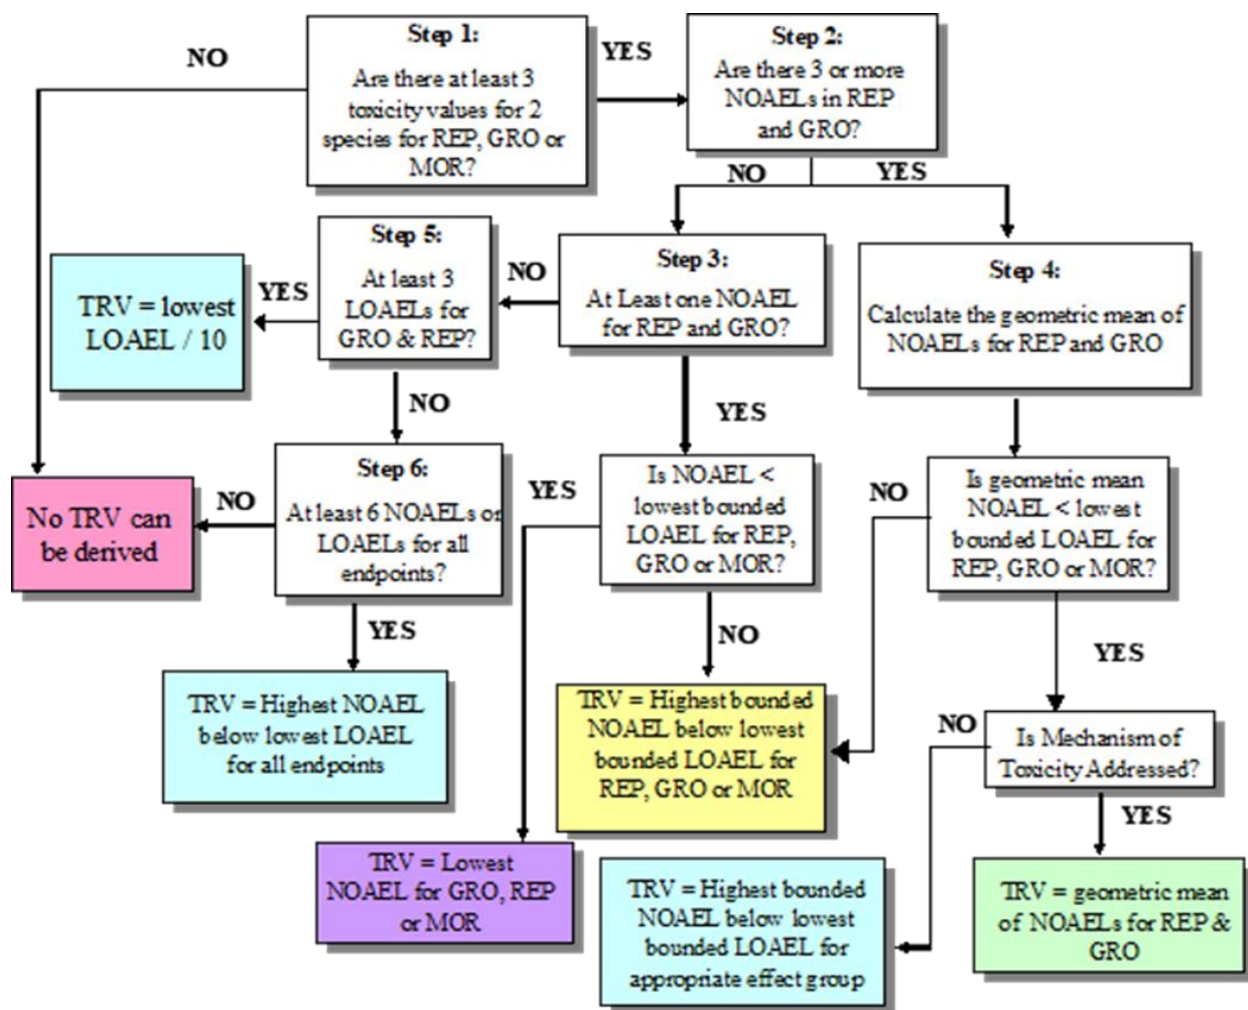 Step 1:
Are there at least 3
toxicity values for 2
species for REP, GRO or
MOR?
NO
YES
Step 2:
Are there 3 or more
NOAELs in REP
and GRO?
NO
YES
Step 5:
At least 3
LOAELs for
GRO & REP?
YES
NO
Step 3:
At Least one NOAEL
for REP and GRO?
Step 4:
Calculate the geometric mean of
NOAELs for REP and GRO
TRV = lowest
LOAEL / 10
NO
YES
Step 6:
At least 6 NOAELs or
LOAELs for all
endpoints?
NO
YES
Is NOAEL <
lowest bounded
LOAEL for REP,
GRO or MOR?
NO
Is geometric mean
NOAEL < lowest
bounded LOAEL for
REP, GRO or MOR?
No TRV can
be derived
YES
NO
YES
TRV = Highest NOAEL
below lowest LOAEL
for all endpoints
TRV = Highest bounded
NOAEL below lowest
bounded LOAEL for
REP, GRO or MOR
NO
Is Mechanism of
Toxicity Addressed?
YES
TRV = Lowest
NOAEL for GRO, REP
or MOR
TRV = Highest bounded
NOAEL below lowest
bounded LOAEL for
appropriate effect group
TRV = geometric mean
of NOAELs for REP &
GRO